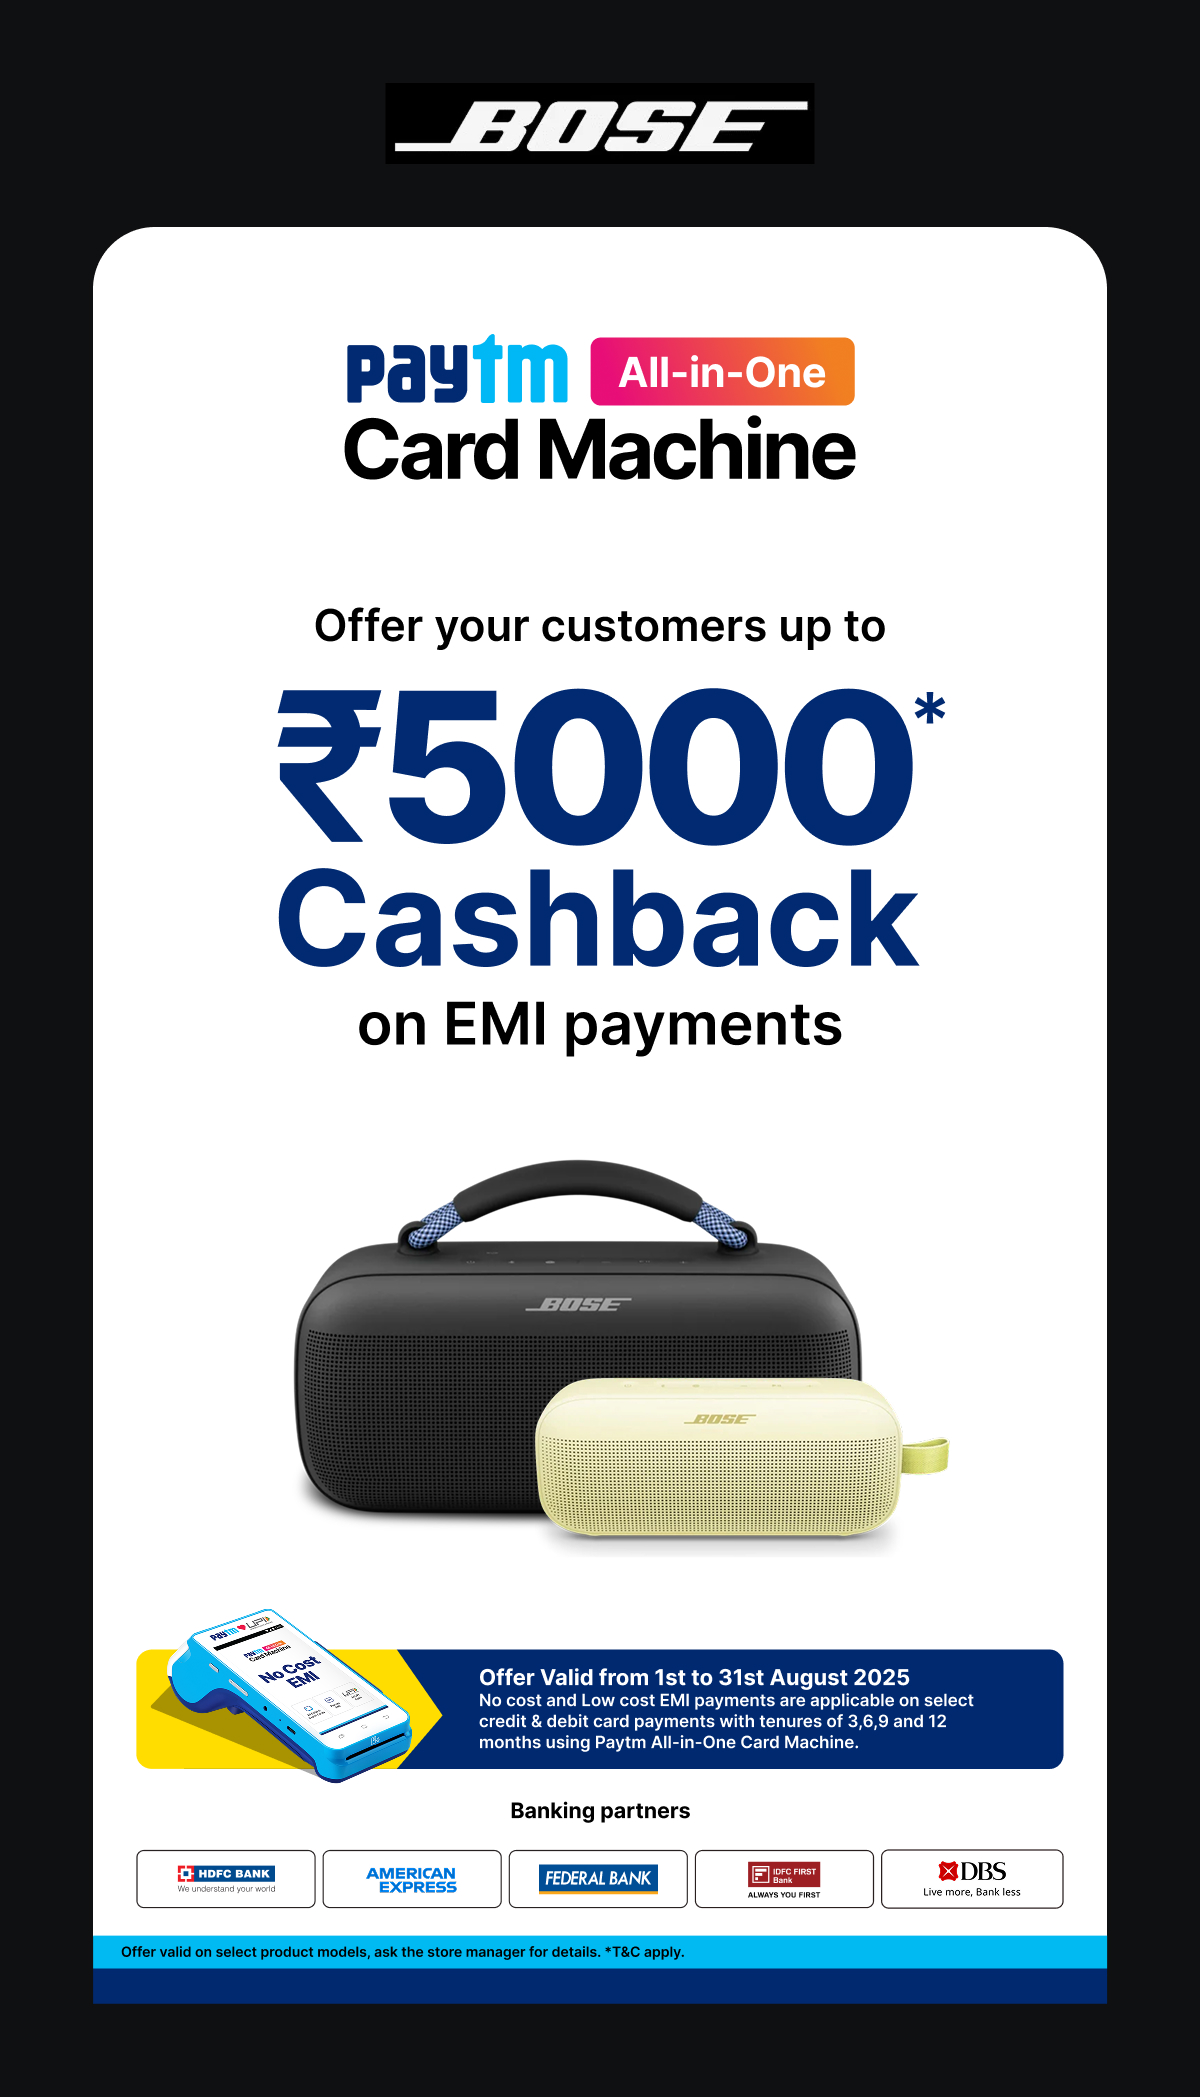 BOSE
paytm All-in-One
Card Machine
Offer your customers up to
₹5000*
Cashback
on EMI payments
BOSE
BOSE
paytm UPI
paytm
Card Machine
No Cost
EMI
Offer Valid from 1st to 31st August 2025
No cost and Low cost EMI payments are applicable on select
credit & debit card payments with tenures of 3,6,9 and 12
months using Paytm All-in-One Card Machine.
Banking partners
HDFC BANK
We understand your world
AMERICAN
EXPRESS
FEDERAL BANK
IDFC FIRST
Bank
ALWAYS YOU FIRST
DBS
Live more, Bank less
Offer valid on select product models, ask the store manager for details. *T&C apply.